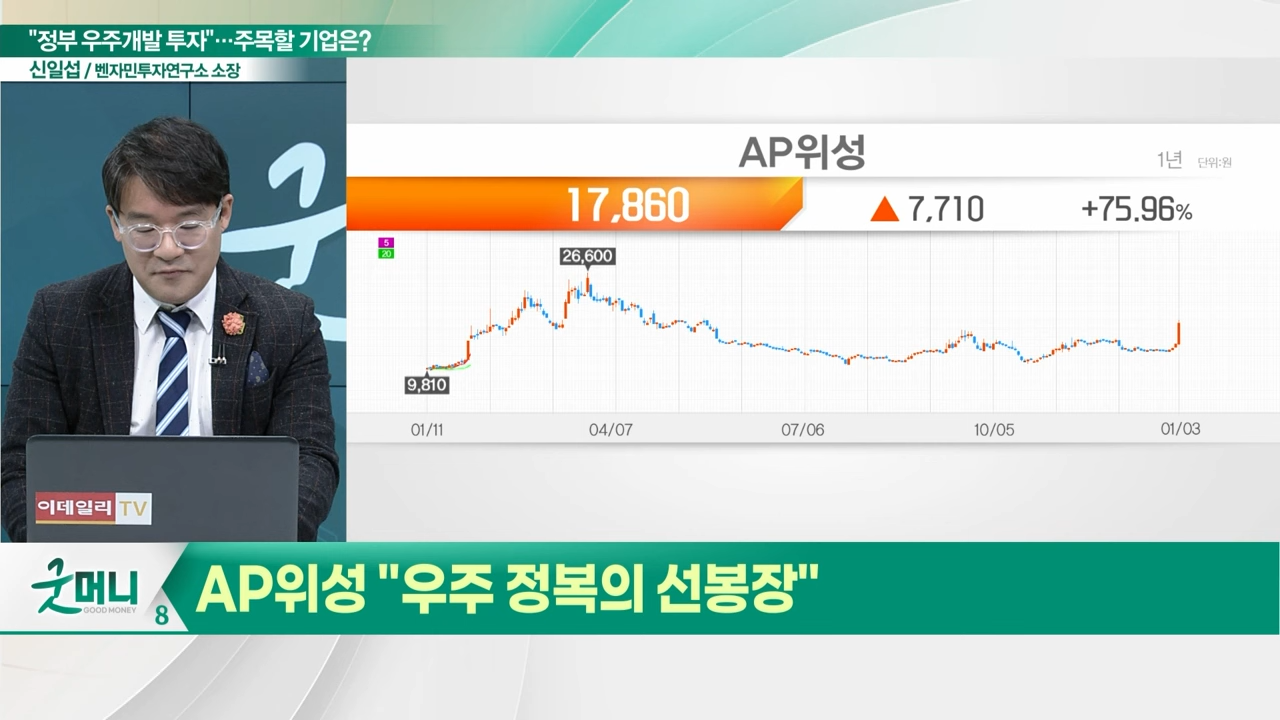 "정부 우주개발 투자"…주목할 기업은?
신일섭 / 벤자민투자연구소 소장
AP위성
1년 단위:원
17,860 ▲ 7,710 +75.96%
5
20
26,600
9,810
01/11 04/07 07/06 10/05 01/03
이데일리 TV
굿머니
GOOD MONEY
8
AP위성 "우주 정복의 선봉장"